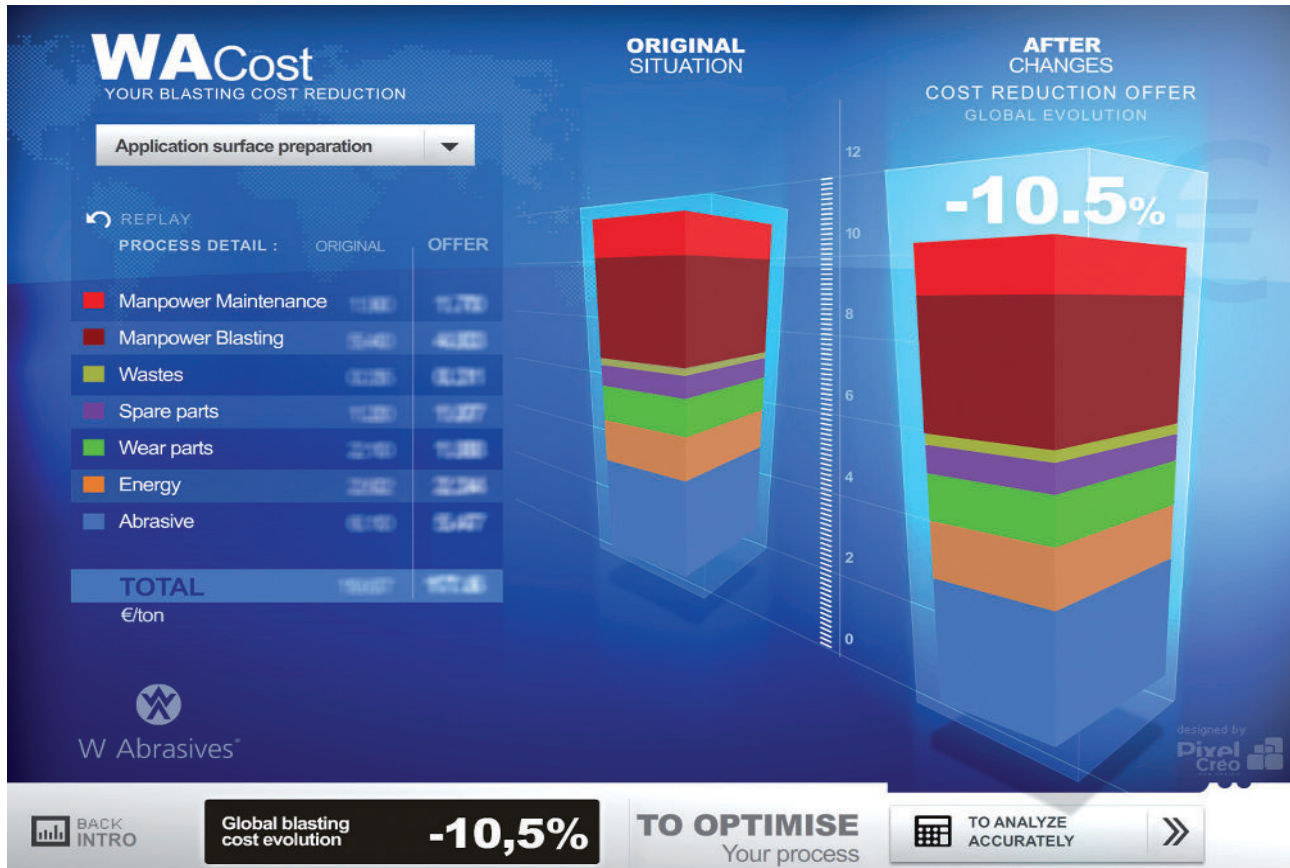 WACost
YOUR BLASTING COST REDUCTION
Application surface preparation
REPLAY
PROCESS DETAIL : ORIGINAL OFFER
Manpower Maintenance
Manpower Blasting
Wastes
Spare parts
Wear parts
Energy
Abrasive
TOTAL
€/ton
W Abrasives®
ORIGINAL
SITUATION
AFTER
CHANGES
COST REDUCTION OFFER
GLOBAL EVOLUTION
€
-10.5%
12
10
8
6
4
2
0
designed by
Pixel
Créo
BACK
INTRO
Global blasting
cost evolution
-10,5%
TO OPTIMISE
Your process
TO ANALYZE
ACCURATELY